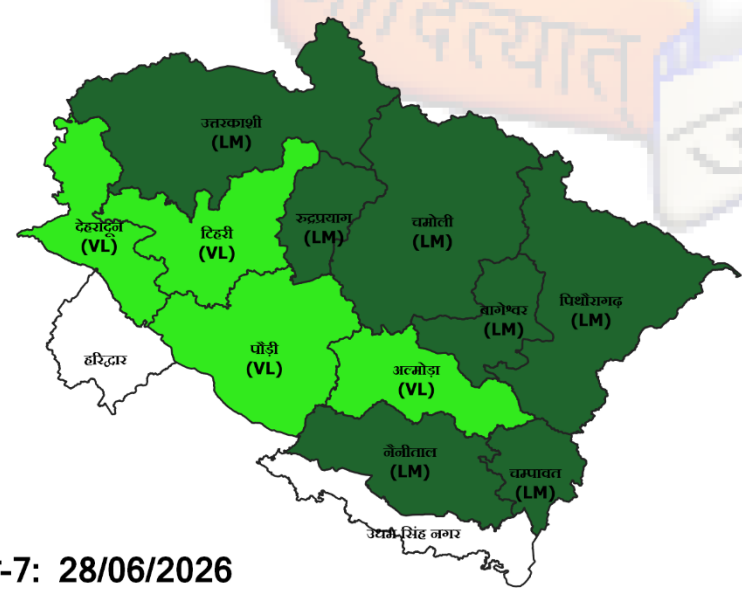 दित्यात
उत्तरकाशी
(LM)
देहरादून
(VL)
टिहरी
(VL)
रुद्रप्रयाग
(LM)
चमोली
(LM)
बागेश्वर
(LM)
पिथौरागढ़
(LM)
हरिद्वार
पौड़ी
(VL)
अल्मोड़ा
(VL)
नैनीताल
(LM)
चम्पावत
(LM)
उधम सिंह नगर
-7: 28/06/2026